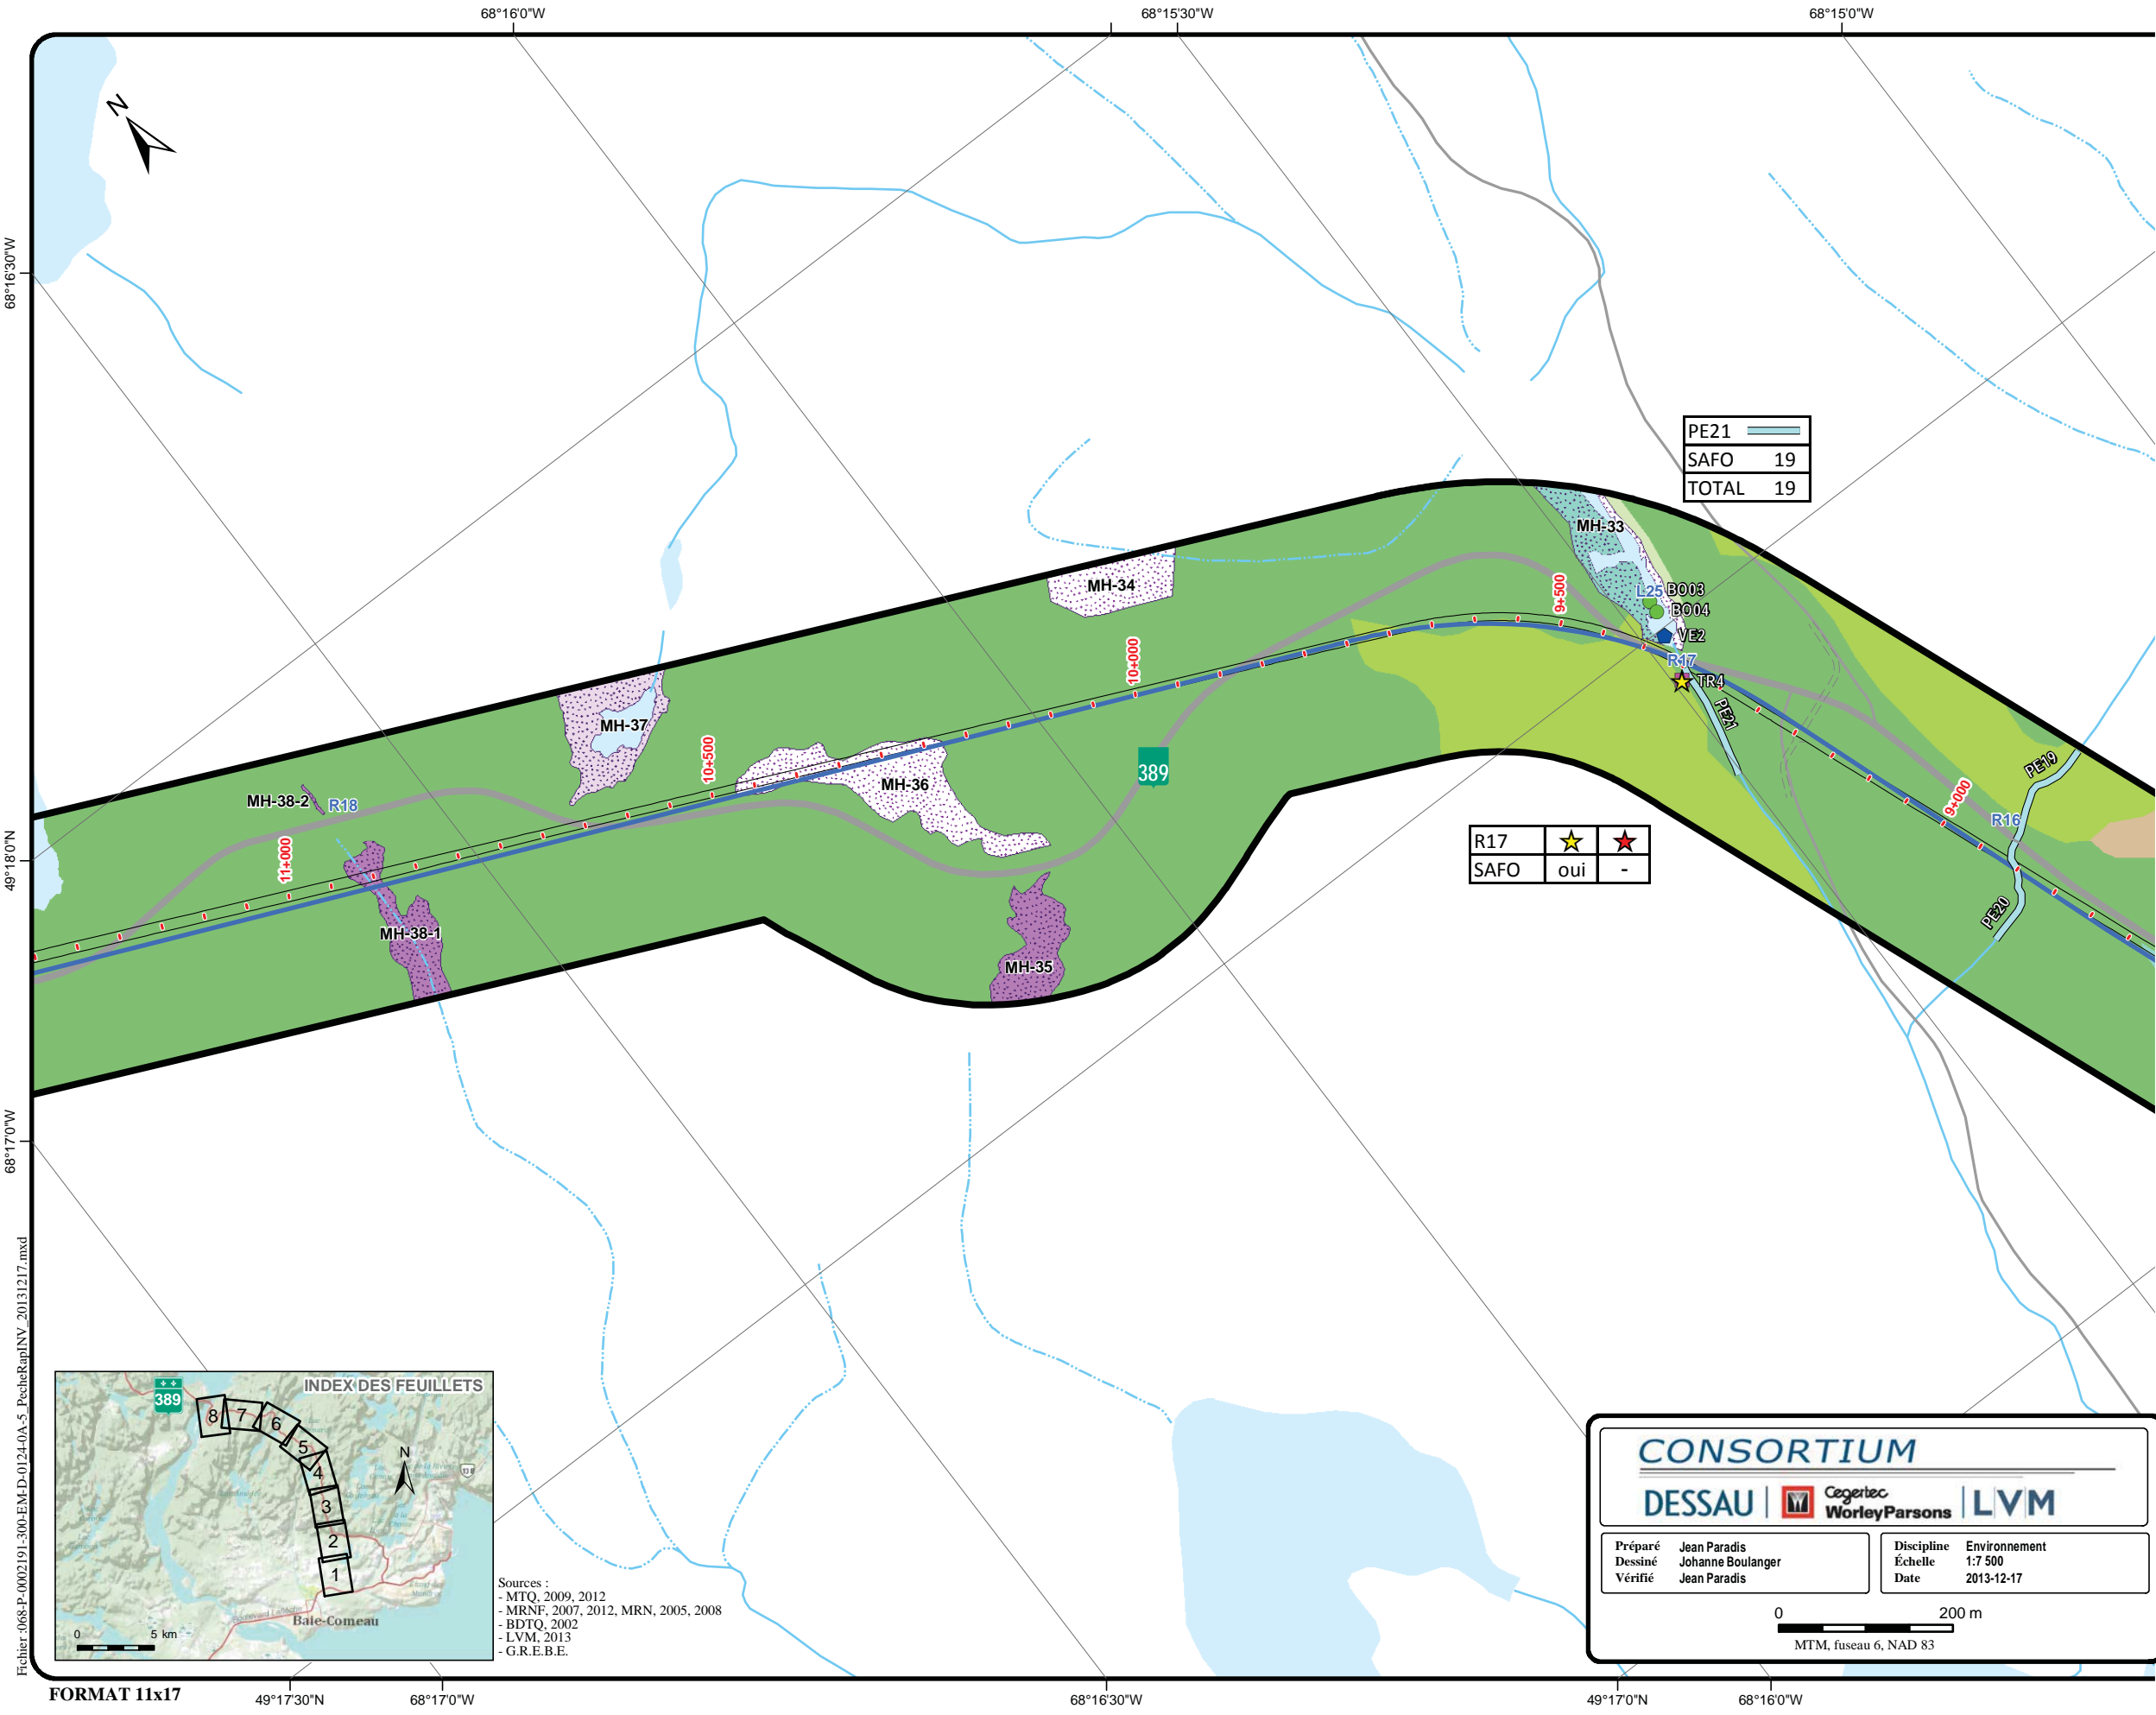 68°16'0"W
68°15'30"W
68°15'0"W
68°16'30"W
49°18'0"N
68°17'0"W
N
PE21
SAFO 19
TOTAL 19
MH-33
L25
BO03
BO04
VE2
R17
TR4
PE21
9+500
MH-34
10+000
MH-37
10+500
MH-36
389
MH-38-2
R18
11+000
MH-38-1
MH-35
PE19
9+000
R16
PE20
R17
SAFO oui -
Fichier :068-P-0002191-300-EM-D-0124-0A-5_PecheRapINV_20131217.mxd
INDEX DES FEUILLETS
389
8
7
6
5
4
3
2
1
N
Baie-Comeau
0 5 km
Sources :
- MTQ, 2009, 2012
- MRNF, 2007, 2012, MRN, 2005, 2008
- BDTQ, 2002
- LVM, 2013
- G.R.E.B.E.
CONSORTIUM
DESSAU
Cegertec
WorleyParsons
LVM
Préparé Jean Paradis
Dessiné Johanne Boulanger
Vérifié Jean Paradis
Discipline Environnement
Échelle 1:7 500
Date 2013-12-17
0 200 m
MTM, fuseau 6, NAD 83
FORMAT 11x17
49°17'30"N
68°17'0"W
68°16'30"W
49°17'0"N
68°16'0"W